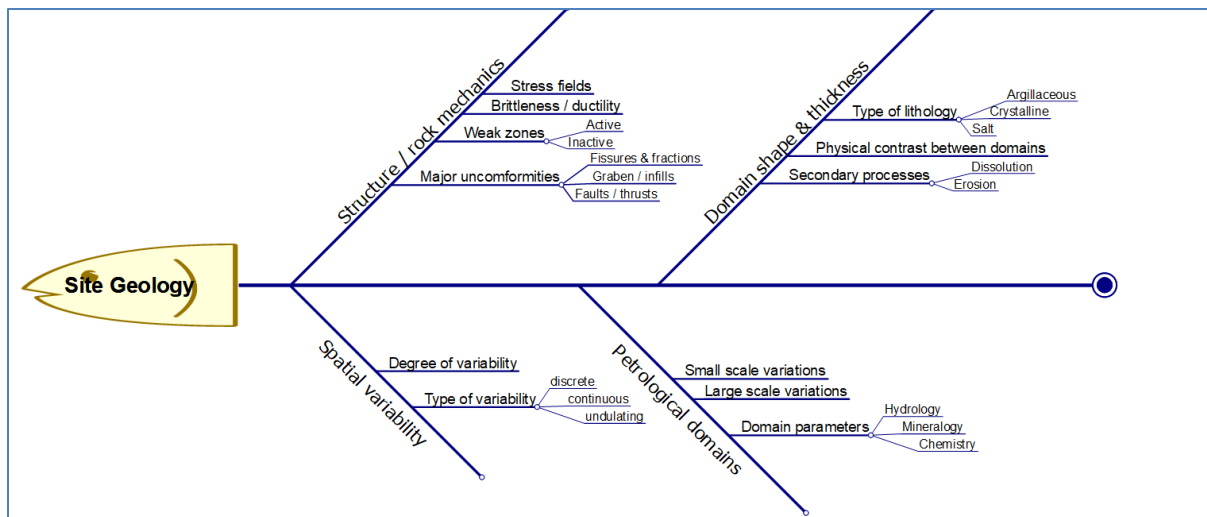 Site Geology
Structure / rock mechanics
Stress fields
Brittleness / ductility
Weak zones
Active
Inactive
Major uncomformities
Fissures & fractions
Graben / infills
Faults / thrusts
Domain shape & thickness
Type of lithology
Argillaceous
Crystalline
Salt
Physical contrast between domains
Secondary processes
Dissolution
Erosion
Spatial variability
Degree of variability
Type of variability
discrete
continuous
undulating
Petrological domains
Small scale variations
Large scale variations
Domain parameters
Hydrology
Mineralogy
Chemistry